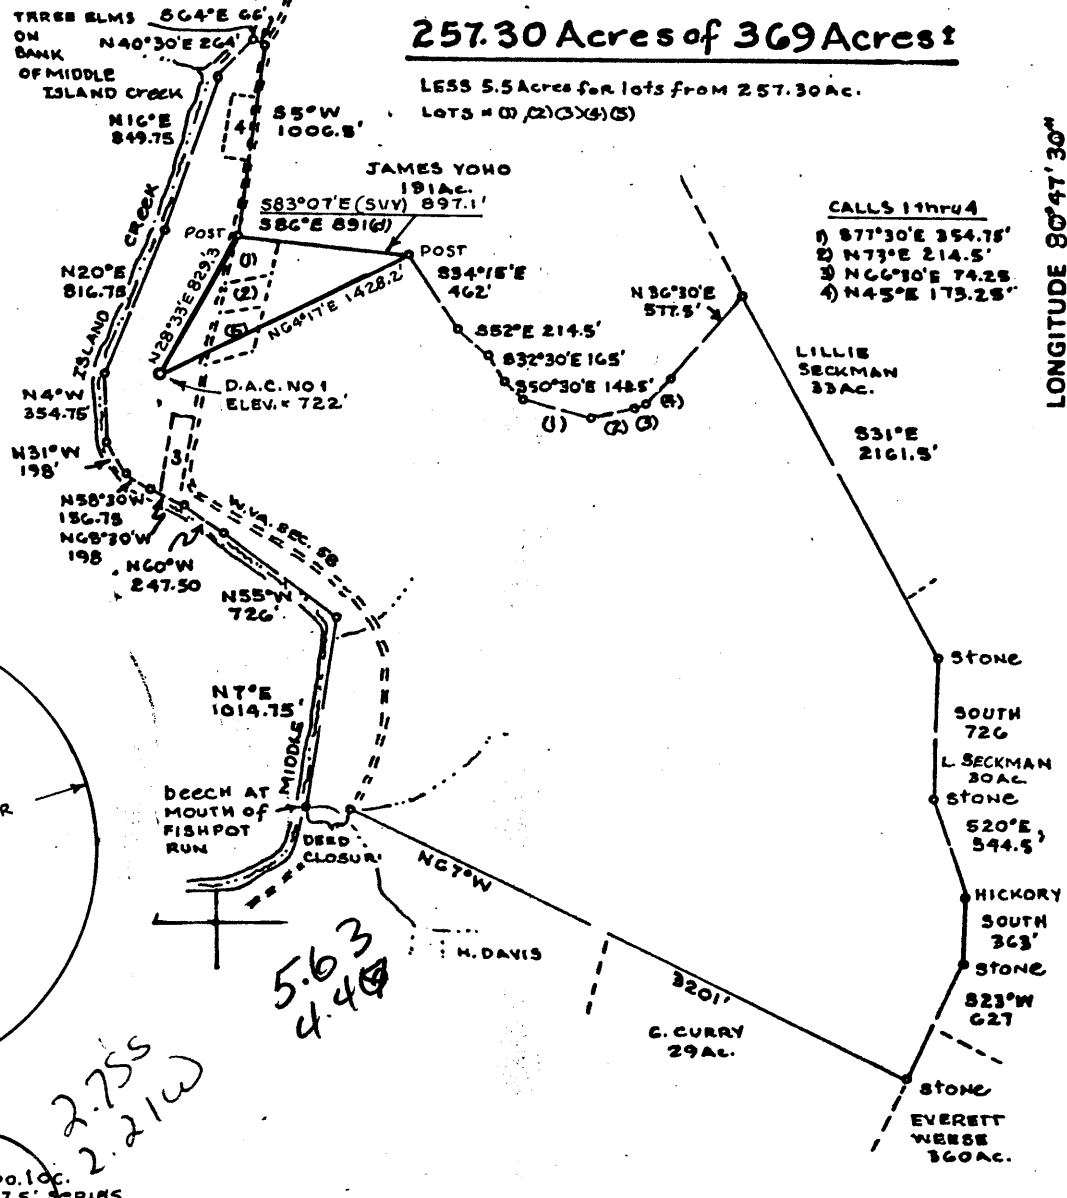 257.30 Acres of 369 Acres±
LESS 5.5 Acres for lots from 257.30 Ac.
LOTS # (1), (2) (3) (4) (5)
THREE ELMS
ON
BANK
OF MIDDLE
ISLAND Creek
S64°E 66'
N40°30'E 264'
N16°E
849.75
S5°W
1006.5'
4
JAMES YOHO
191 Ac.
S83°07'E (SUV) 897.1'
S86°E 891(d)
POST
POST
CALLS 1 thru 4
1) S77°30'E 354.75'
2) N73°E 214.5'
3) N66°30'E 74.25
4) N45°E 173.25'
LONGITUDE 80°47'30"
N20°E
816.75
MIDDLE ISLAND CREEK
N28°33'E 829.3
(1)
(2)
(5)
N64°17'E 1428.2'
S34°15'E
462'
S52°E 214.5'
S32°30'E 165'
S50°30'E 148.5'
(1)
(2)
(3)
(4)
N36°30'E
577.5'
LILLIE
SECKMAN
33 AC.
S31°E
2161.5'
D.A.C. NO 1
ELEV. = 722'
N4°W
354.75
N31°W
198'
3
N58°30'W
156.75
N68°30'W
198
N60°W
247.50
W.VA. SEC. 58
N55°W
726'
N7°E
1014.75'
Stone
SOUTH
726
L. SECKMAN
30 AC
Stone
S20°E,
544.5'
HICKORY
SOUTH
363'
Stone
S23°W
627
beech AT
MOUTH of
FISHPOT
RUN
DEED
CLOSURE
N67°W
3201'
H. DAVIS
G. CURRY
29 Ac.
Stone
EVERETT
WEESE
360 AC.
5.63
2.75S
2.21W
7.5' SERIES